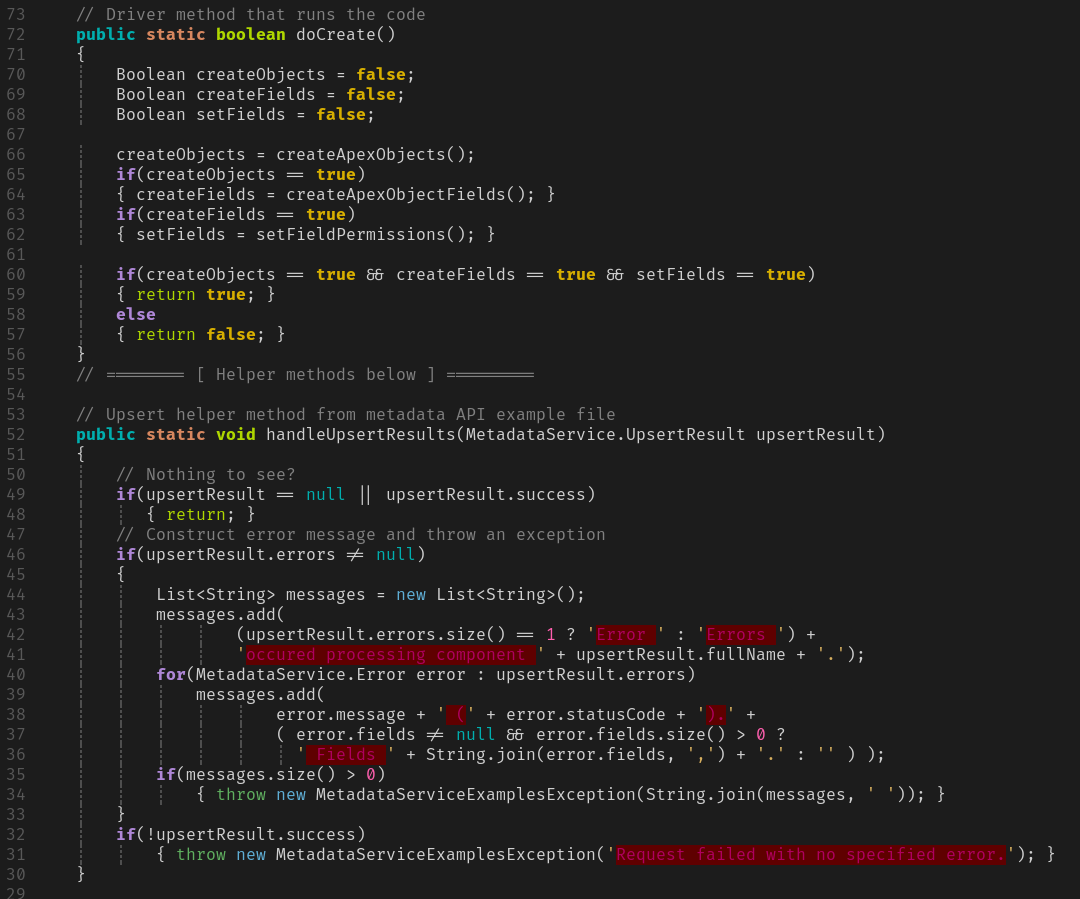 73     // Driver method that runs the code
72     public static boolean doCreate()
71     {
70         Boolean createObjects = false;
69         Boolean createFields = false;
68         Boolean setFields = false;
67
66         createObjects = createApexObjects();
65         if(createObjects == true)
64         { createFields = createApexObjectFields(); }
63         if(createFields == true)
62         { setFields = setFieldPermissions(); }
61
60         if(createObjects == true && createFields == true && setFields == true)
59         { return true; }
58         else
57         { return false; }
56     }
55     // ======== [ Helper methods below ] =========
54
53     // Upsert helper method from metadata API example file
52     public static void handleUpsertResults(MetadataService.UpsertResult upsertResult)
51     {
50         // Nothing to see?
49         if(upsertResult == null || upsertResult.success)
48            { return; }
47         // Construct error message and throw an exception
46         if(upsertResult.errors != null)
45         {
44             List<String> messages = new List<String>();
43             messages.add(
42                     (upsertResult.errors.size() == 1 ? 'Error ' : 'Errors ') +
41                     'occured processing component ' + upsertResult.fullName + '.');
40             for(MetadataService.Error error : upsertResult.errors)
39                 messages.add(
38                         error.message + ' (' + error.statusCode + ').' +
37                         ( error.fields != null && error.fields.size() > 0 ?
36                           ' Fields ' + String.join(error.fields, ',') + '.' : '' ) );
35             if(messages.size() > 0)
34                 { throw new MetadataServiceExamplesException(String.join(messages, ' ')); }
33         }
32         if(!upsertResult.success)
31             { throw new MetadataServiceExamplesException('Request failed with no specified error.'); }
30     }
29